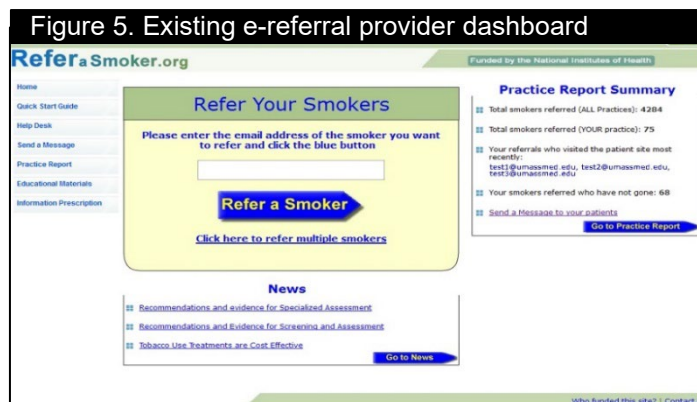 Figure 5. Existing e-referral provider dashboard
Refer a Smoker.org
Funded by the National Institutes of Health
Home
Quick Start Guide
Help Desk
Send a Message
Practice Report
Educational Materials
Information Prescription
Refer Your Smokers
Please enter the email address of the smoker you want
to refer and click the blue button
Refer a Smoker
Click here to refer multiple smokers
Practice Report Summary
Total smokers referred (ALL Practices): 4284
Total smokers referred (YOUR practice): 75
Your referrals who visited the patient site most
recently:
test1@umassmed.edu, test2@umassmed.edu,
test3@umassmed.edu
Your smokers referred who have not gone: 68
Send a Message to your patients
Go to Practice Report
News
Recommendations and evidence for Specialized Assessment
Recommendations and Evidence for Screening and Assessment
Tobacco Use Treatments are Cost Effective
Go to News
Who funded this site? | Contact